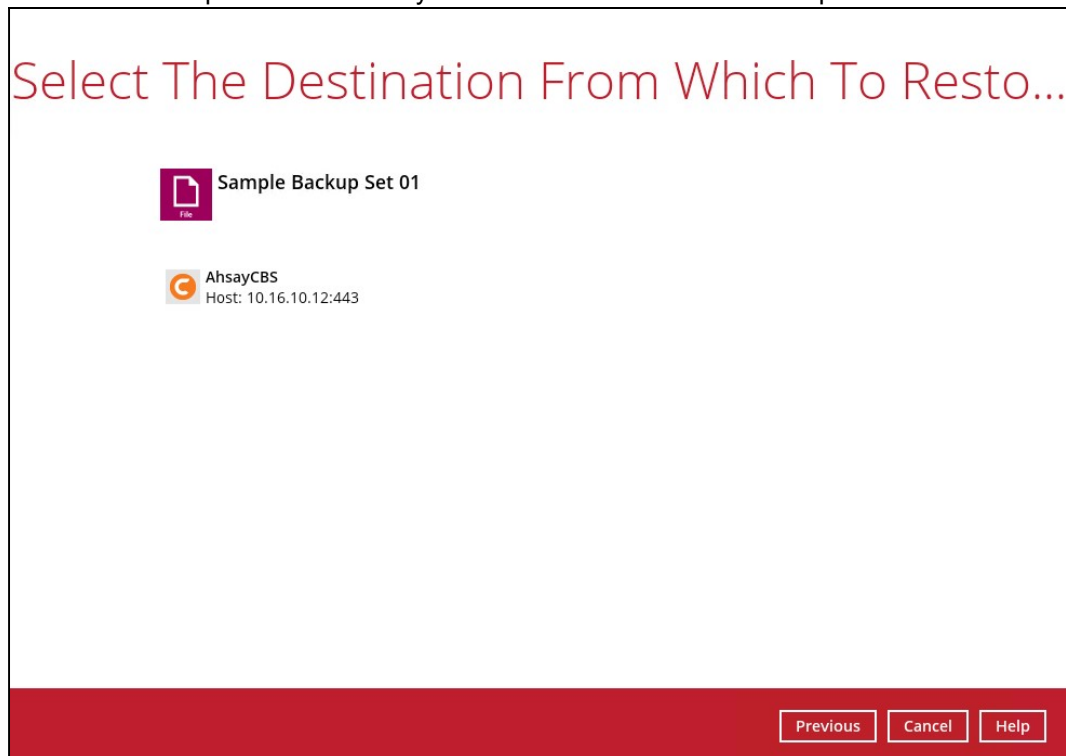 Select The Destination From Which To Resto...
Sample Backup Set 01
File
AhsayCBS
Host: 10.16.10.12:443
Previous Cancel Help